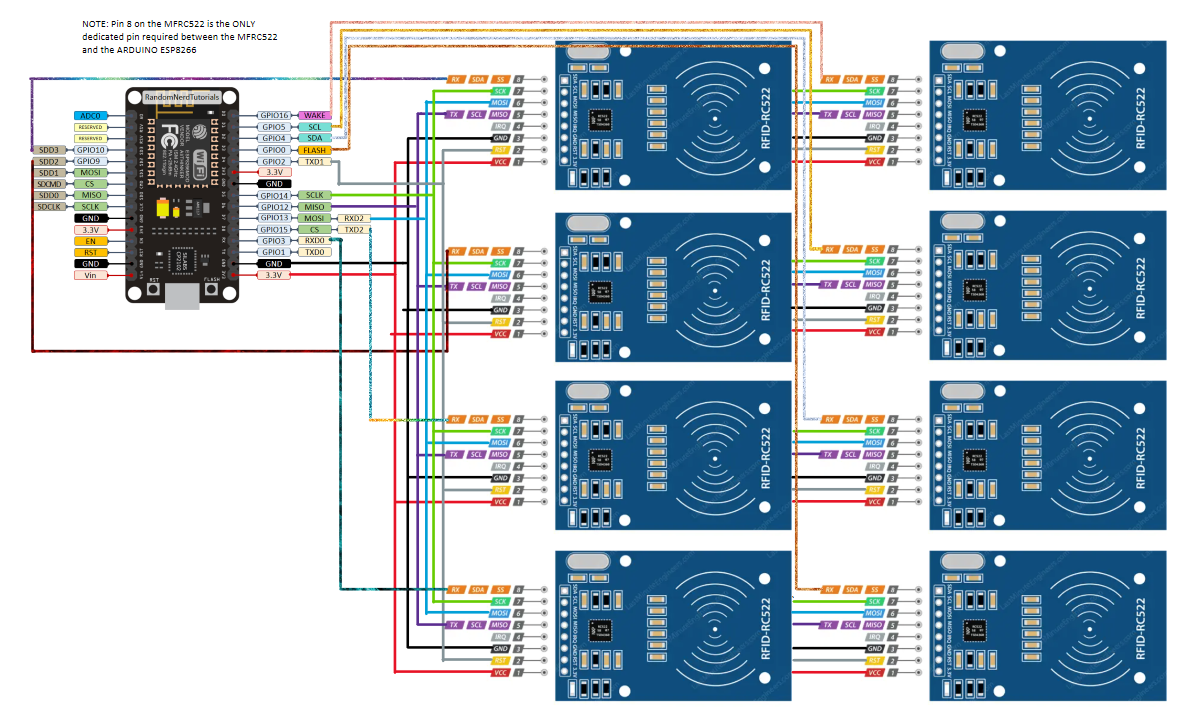 NOTE: Pin 8 on the MFRC522 is the ONLY
dedicated pin required between the MFRC522
and the ARDUINO ESP8266
RandomNerdTutorials
ADC0
RESERVED
RESERVED
SDD3 GPIO10
SDD2 GPIO9
SDD1 MOSI
SDCMD CS
SDD0 MISO
SDCLK SCLK
GND
3.3V
EN
RST
GND
Vin
GPIO16 WAKE
GPIO5 SCL
GPIO4 SDA
GPIO0 FLASH
GPIO2 TXD1
3.3V
GND
GPIO14 SCLK
GPIO12 MISO
GPIO13 MOSI RXD2
GPIO15 CS TXD2
GPIO3 RXD0
GPIO1 TXD0
GND
3.3V
WiFi
RST
FLASH
RX SDA SS 8
SCK 7
MOSI 6
TX SCL MISO 5
IRQ 4
GND 3
RST 2
VCC 1
RFID-RC522
RX SDA SS 8
SCK 7
MOSI 6
TX SCL MISO 5
IRQ 4
GND 3
RST 2
VCC 1
RFID-RC522
RX SDA SS 8
SCK 7
MOSI 6
TX SCL MISO 5
IRQ 4
GND 3
RST 2
VCC 1
RFID-RC522
RX SDA SS 8
SCK 7
MOSI 6
TX SCL MISO 5
IRQ 4
GND 3
RST 2
VCC 1
RFID-RC522
RX SDA SS 8
SCK 7
MOSI 6
TX SCL MISO 5
IRQ 4
GND 3
RST 2
VCC 1
RFID-RC522
RX SDA SS 8
SCK 7
MOSI 6
TX SCL MISO 5
IRQ 4
GND 3
RST 2
VCC 1
RFID-RC522
RX SDA SS 8
SCK 7
MOSI 6
TX SCL MISO 5
IRQ 4
GND 3
RST 2
VCC 1
RFID-RC522
RX SDA SS 8
SCK 7
MOSI 6
TX SCL MISO 5
IRQ 4
GND 3
RST 2
VCC 1
RFID-RC522